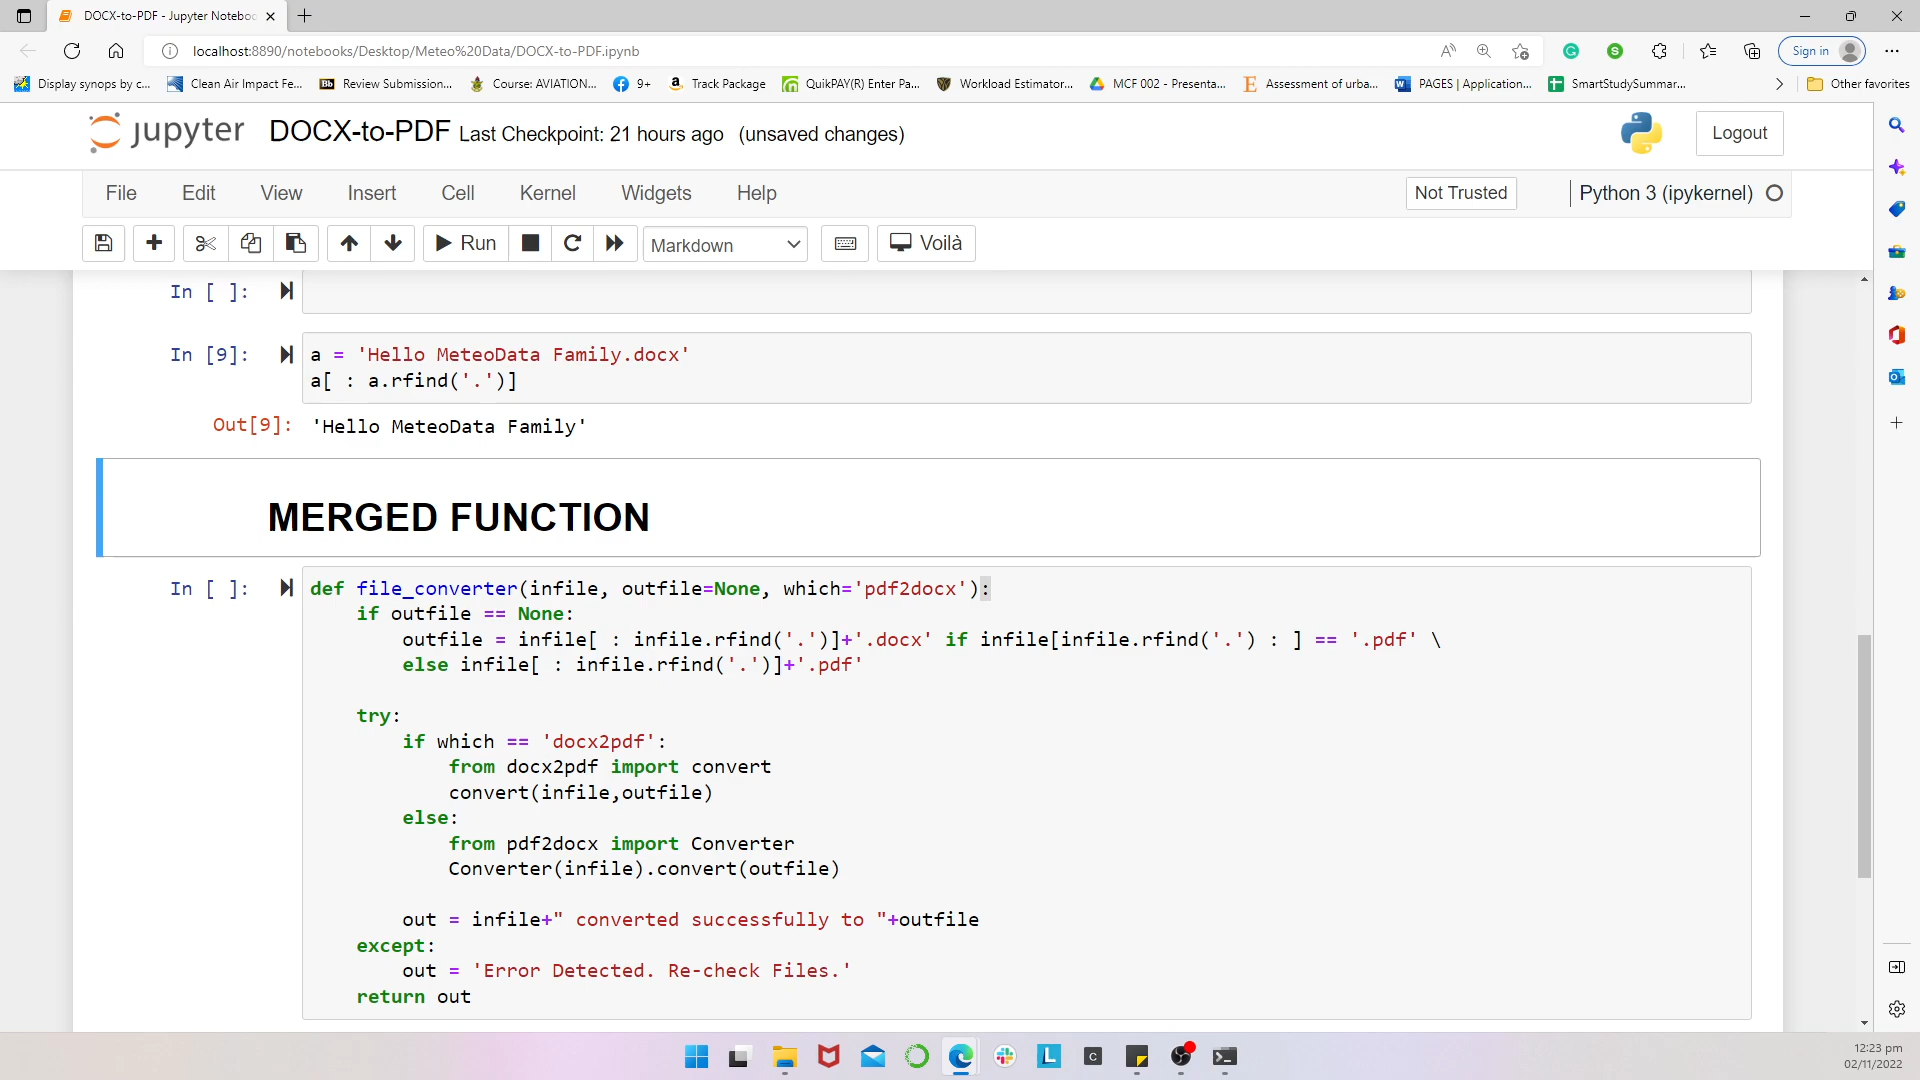 DOCX-to-PDF - Jupyter Noteboo
localhost:8890/notebooks/Desktop/Meteo%20Data/DOCX-to-PDF.ipynb
Sign in
Display synops by c...
Clean Air Impact Fe...
Bb
Review Submission...
Course: AVIATION...
9+
Track Package
QuikPAY(R) Enter Pa...
Workload Estimator...
MCF 002 - Presenta...
Assessment of urba...
PAGES | Application...
SmartStudySummar...
Other favorites
jupyter DOCX-to-PDF Last Checkpoint: 21 hours ago (unsaved changes)
Logout
File Edit View Insert Cell Kernel Widgets Help
Not Trusted
Python 3 (ipykernel)
Run
Markdown
Voilà
In [ ]:
In [9]: a = 'Hello MeteoData Family.docx'
a[ : a.rfind('.')]
Out[9]: 'Hello MeteoData Family'
MERGED FUNCTION
In [ ]: def file_converter(infile, outfile=None, which='pdf2docx'):
if outfile == None:
outfile = infile[ : infile.rfind('.')]+'.docx' if infile[infile.rfind('.') : ] == '.pdf' \
else infile[ : infile.rfind('.')]+'.pdf'
try:
if which == 'docx2pdf':
from docx2pdf import convert
convert(infile,outfile)
else:
from pdf2docx import Converter
Converter(infile).convert(outfile)
out = infile+" converted successfully to "+outfile
except:
out = 'Error Detected. Re-check Files.'
return out
12:23 pm
02/11/2022